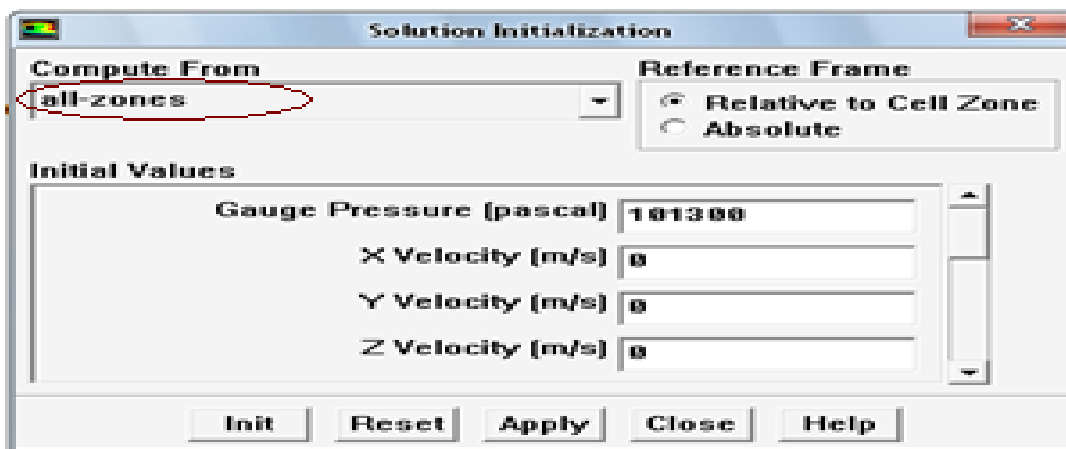 Solution Initialization
Compute From
Reference Frame
all-zones
Relative to Cell Zone
Absolute
Initial Values
Gauge Pressure (pascal) 101300
X Velocity (m/s) 0
Y Velocity (m/s) 0
Z Velocity (m/s) 0
Init Reset Apply Close Help